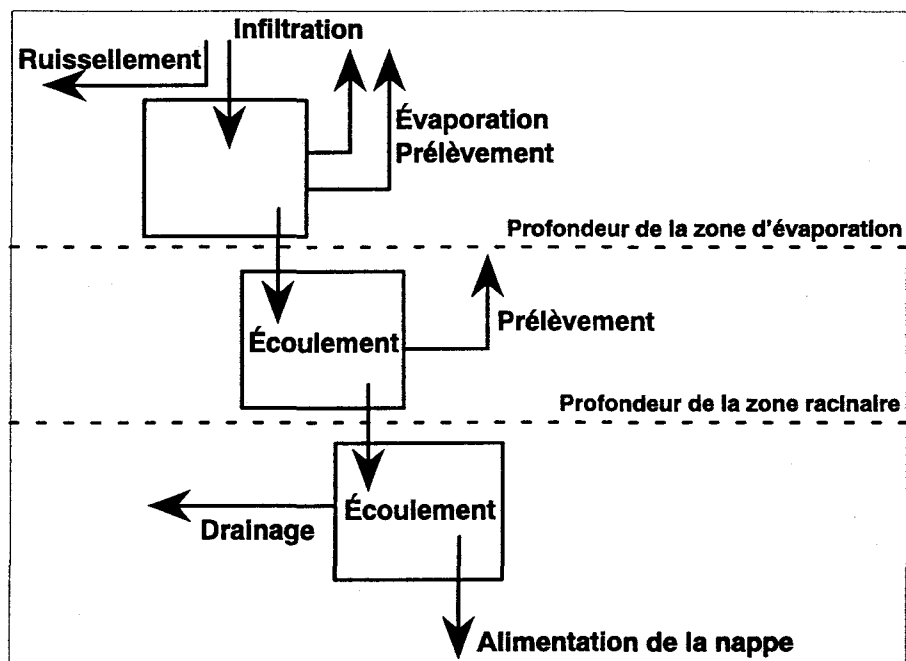 Infiltration
Ruissellement
Évaporation
Prélèvement
Profondeur de la zone d'évaporation
Prélèvement
Écoulement
Profondeur de la zone racinaire
Écoulement
Drainage
Alimentation de la nappe